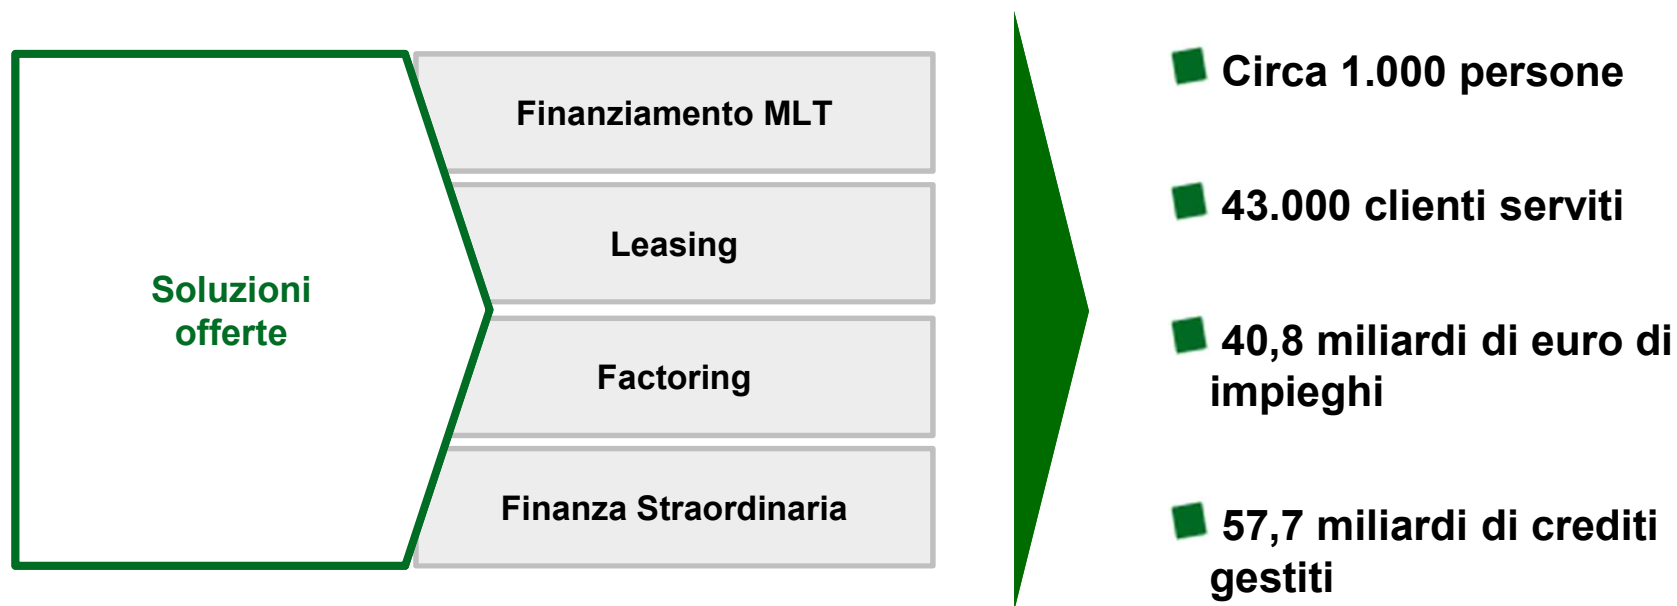 Soluzioni
offerte
Finanziamento MLT
Leasing
Factoring
Finanza Straordinaria
Circa 1.000 persone
43.000 clienti serviti
40,8 miliardi di euro di
impieghi
57,7 miliardi di crediti
gestiti